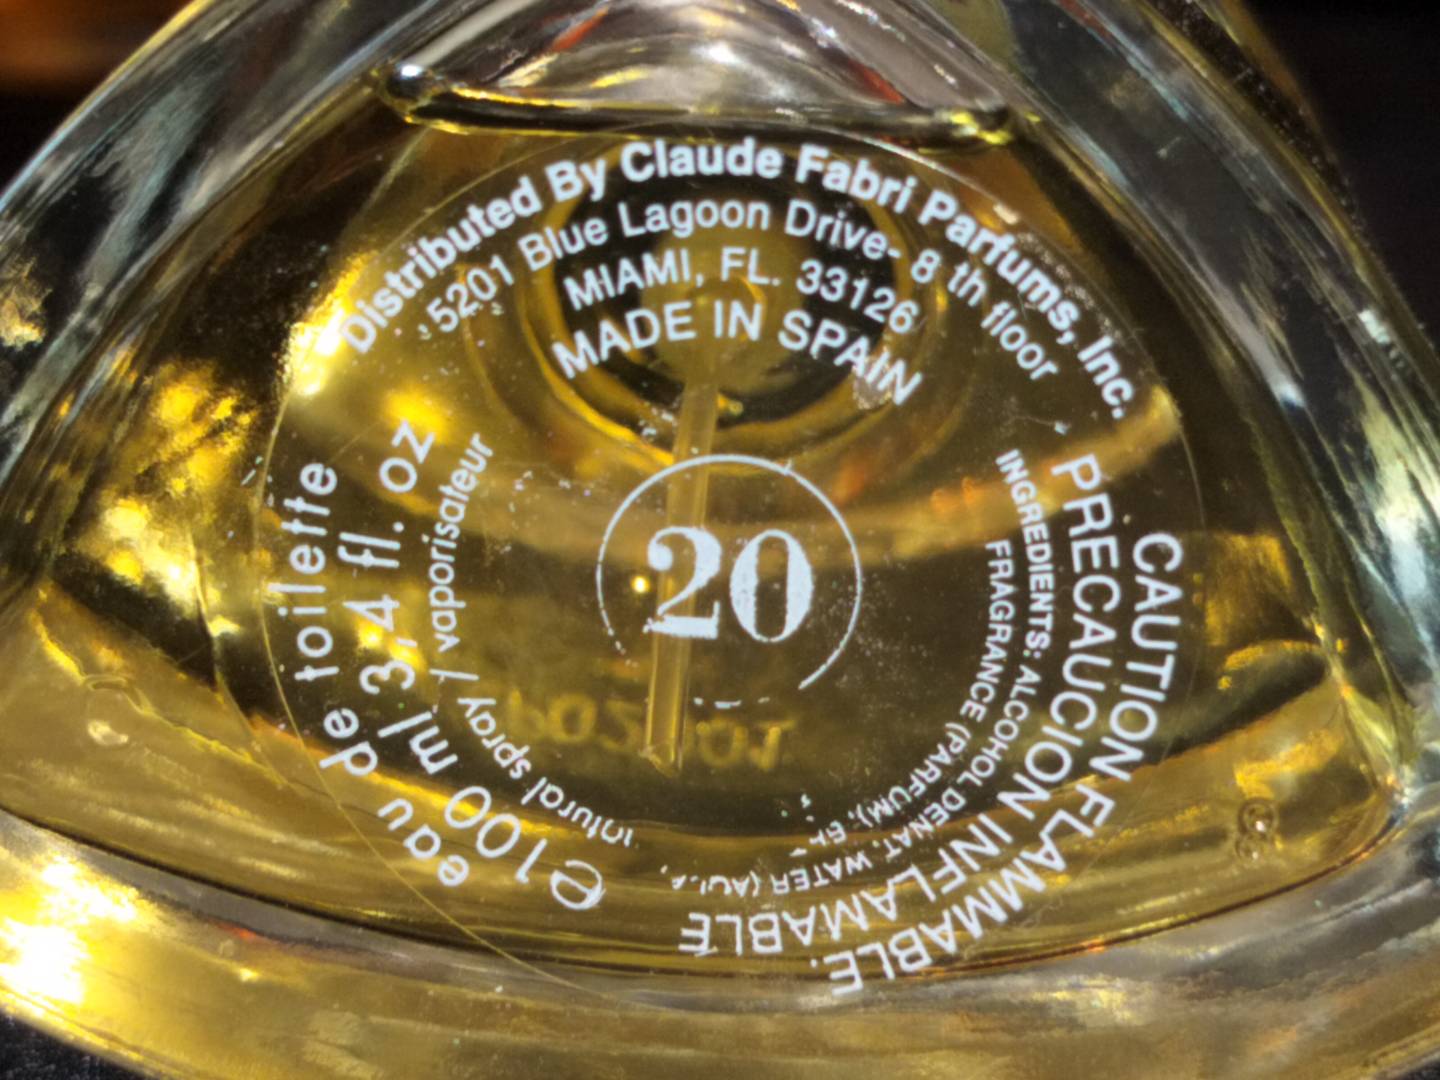 Distributed By Claude Fabri Parfums, Inc.
5201 Blue Lagoon Drive- 8 th floor
MIAMI, FL. 33126
MADE IN SPAIN
20
eau de toilette
e 100 ml 3,4 fl. oz
spray / vaporisateur
CAUTION FLAMMABLE.
PRECAUCION INFLAMABLE
INGREDIENTS: ALCOHOL DENAT. WATER
FRAGRANCE (PARFUM);